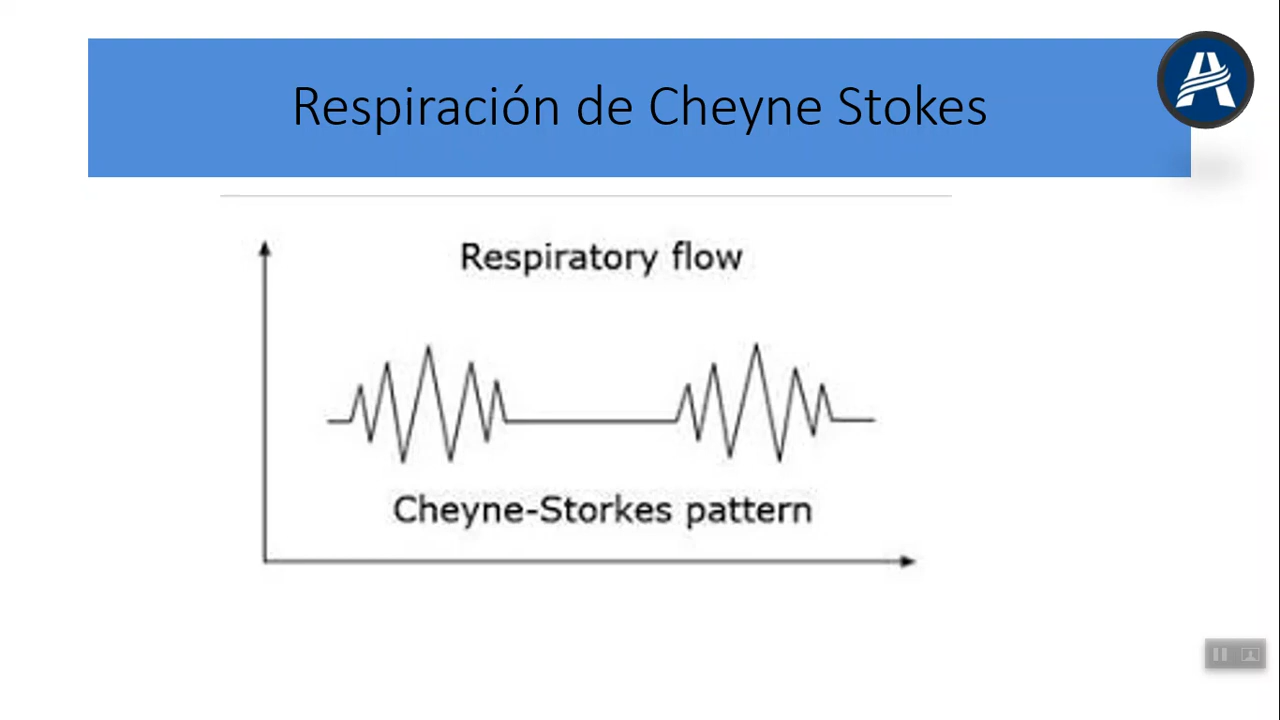 Respiración de Cheyne Stokes
Respiratory flow
Cheyne-Storkes pattern